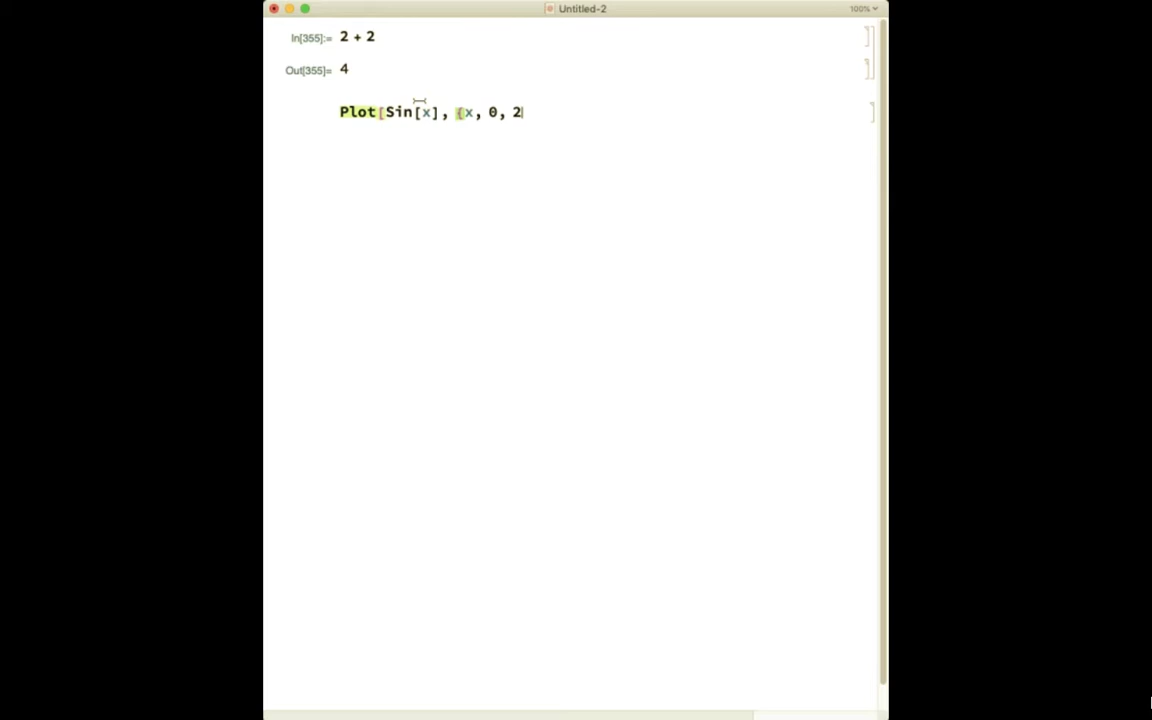 Untitled-2
100%
In[355]:= 2 + 2
Out[355]= 4
Plot[Sin[x], {x, 0, 2